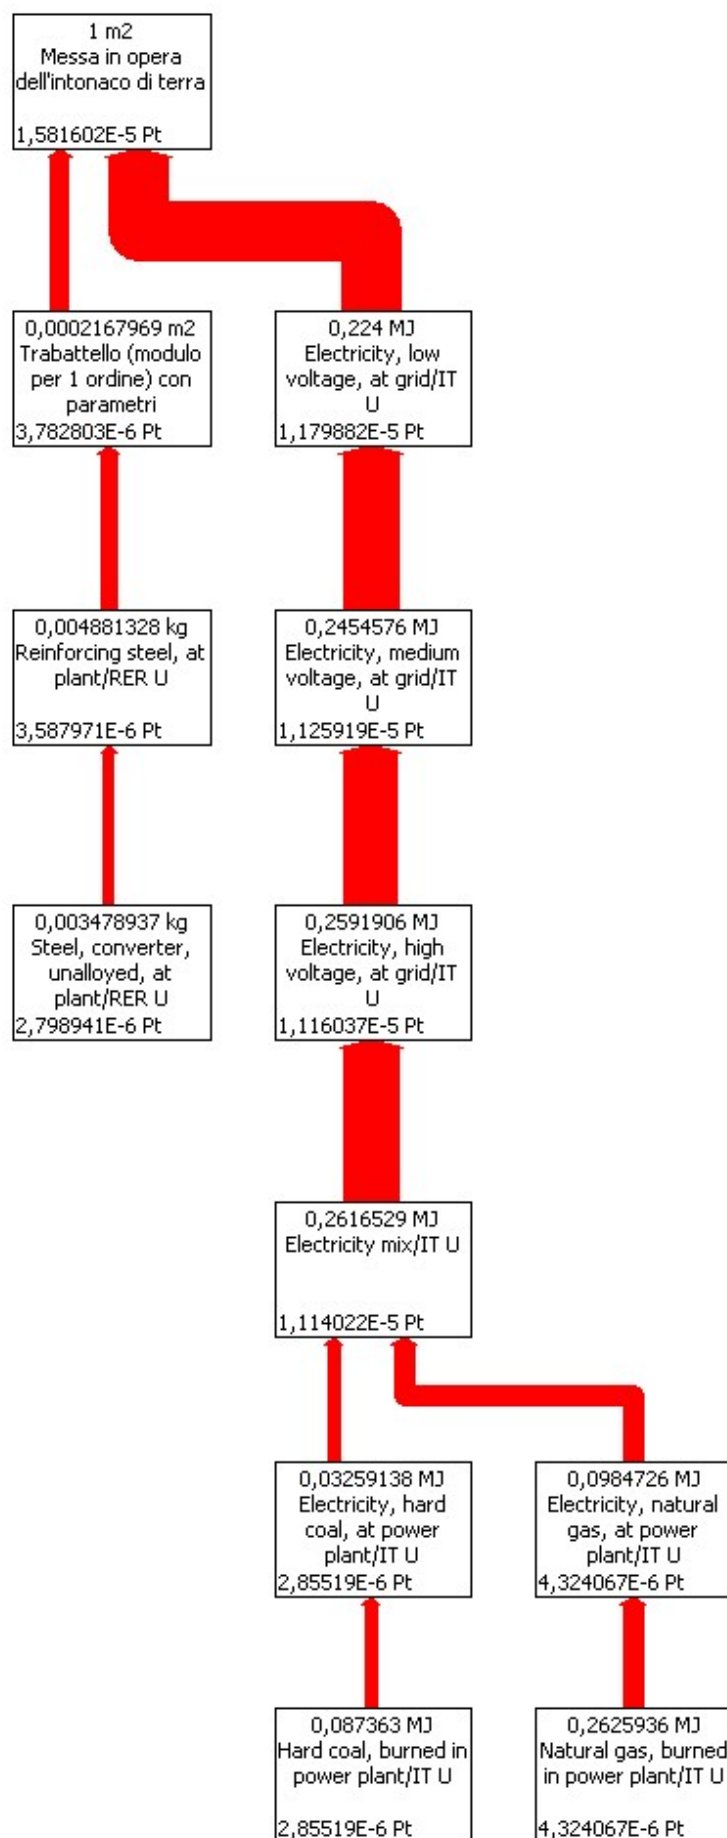 1 m2
Messa in opera
dell'intonaco di terra
1,581602E-5 Pt
0,0002167969 m2
Trabattello (modulo
per 1 ordine) con
parametri
3,782803E-6 Pt
0,224 MJ
Electricity, low
voltage, at grid/IT
U
1,179882E-5 Pt
0,004881328 kg
Reinforcing steel, at
plant/RER U
3,587971E-6 Pt
0,2454576 MJ
Electricity, medium
voltage, at grid/IT
U
1,125919E-5 Pt
0,003478937 kg
Steel, converter,
unalloyed, at
plant/RER U
2,798941E-6 Pt
0,2591906 MJ
Electricity, high
voltage, at grid/IT
U
1,116037E-5 Pt
0,2616529 MJ
Electricity mix/IT U
1,114022E-5 Pt
0,03259138 MJ
Electricity, hard
coal, at power
plant/IT U
2,85519E-6 Pt
0,0984726 MJ
Electricity, natural
gas, at power
plant/IT U
4,324067E-6 Pt
0,087363 MJ
Hard coal, burned in
power plant/IT U
2,85519E-6 Pt
0,2625936 MJ
Natural gas, burned
in power plant/IT U
4,324067E-6 Pt